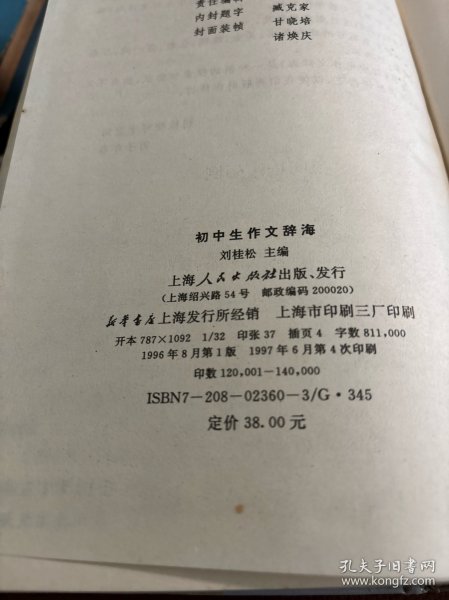 责任编辑
内封题字 臧克家
封面装帧 甘晓培
诸焕庆
初中生作文辞海
刘桂松 主编
上海人民出版社出版、发行
(上海绍兴路54号 邮政编码200020)
新华书店上海发行所经销 上海市印刷三厂印刷
开本787×1092 1/32 印张37 插页4 字数811,000
1996年8月第1版 1997年6月第4次印刷
印数120,001-140,000
ISBN7-208-02360-3/G·345
定价38.00元
孔夫子旧书网
www.kongfz.com